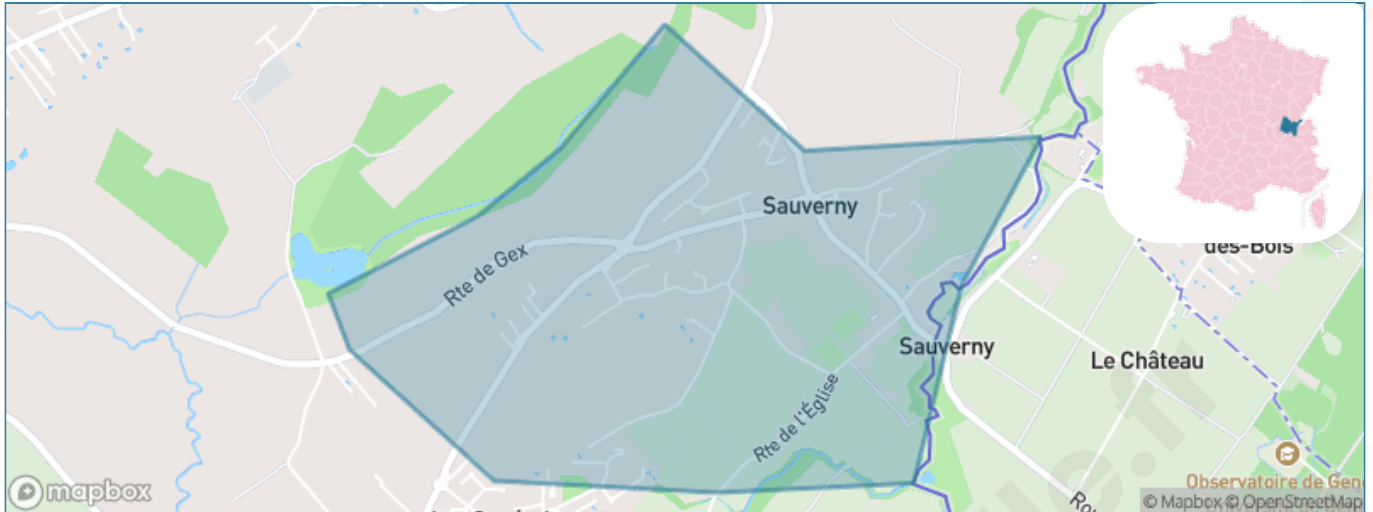 Sauverny
des-Bois
Rte de Gex
Sauverny
Le Château
Rte de l'Église
Observatoire de Gen
mapbox
© Mapbox © OpenStreetMap